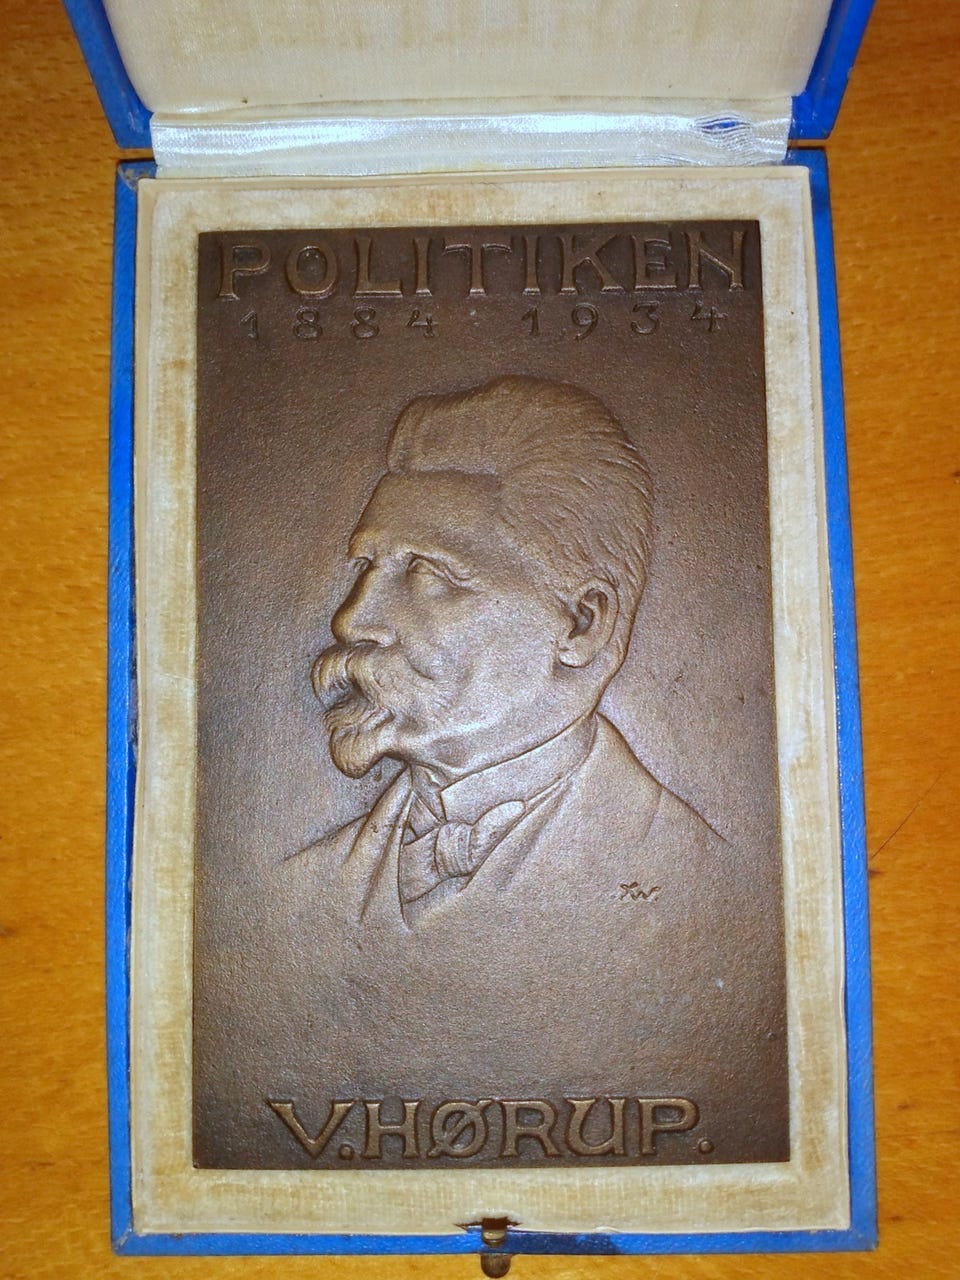 POLITIKEN
1884 · 1934
V. HØRUP.